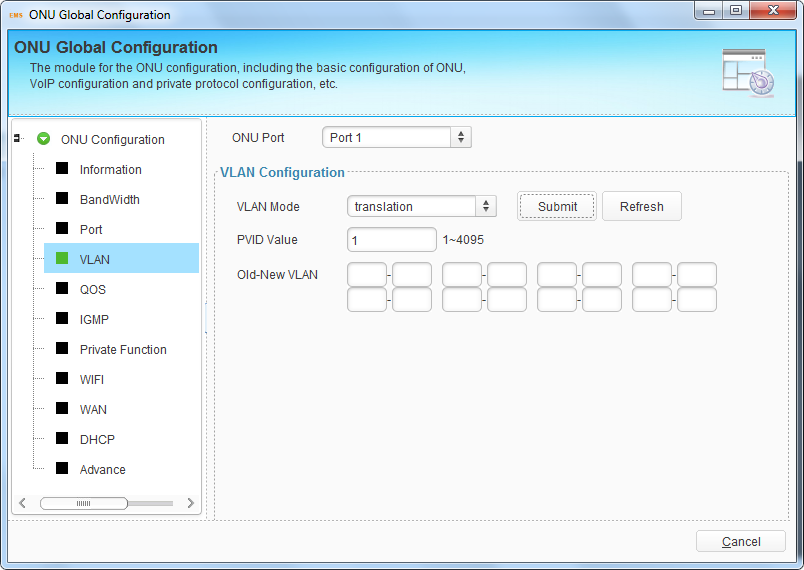 EMS ONU Global Configuration
ONU Global Configuration
The module for the ONU configuration, including the basic configuration of ONU,
VoIP configuration and private protocol configuration, etc.
ONU Configuration
Information
BandWidth
Port
VLAN
QOS
IGMP
Private Function
WIFI
WAN
DHCP
Advance
ONU Port Port 1
VLAN Configuration
VLAN Mode translation Submit Refresh
PVID Value 1 1~4095
Old-New VLAN - - - -
- - - -
Cancel